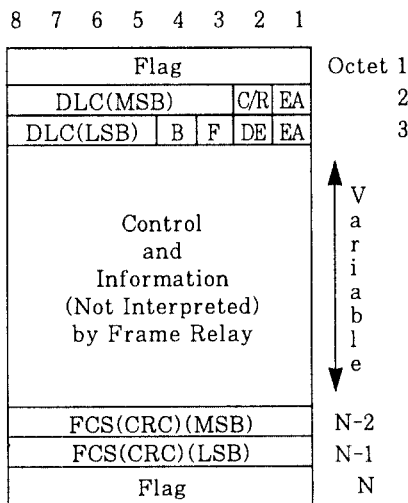 8 7 6 5 4 3 2 1
Flag Octet 1
DLC(MSB) C/R EA 2
DLC(LSB) B F DE EA 3
Control
and
Information
(Not Interpreted)
by Frame Relay
Variable
FCS(CRC)(MSB) N-2
FCS(CRC)(LSB) N-1
Flag N